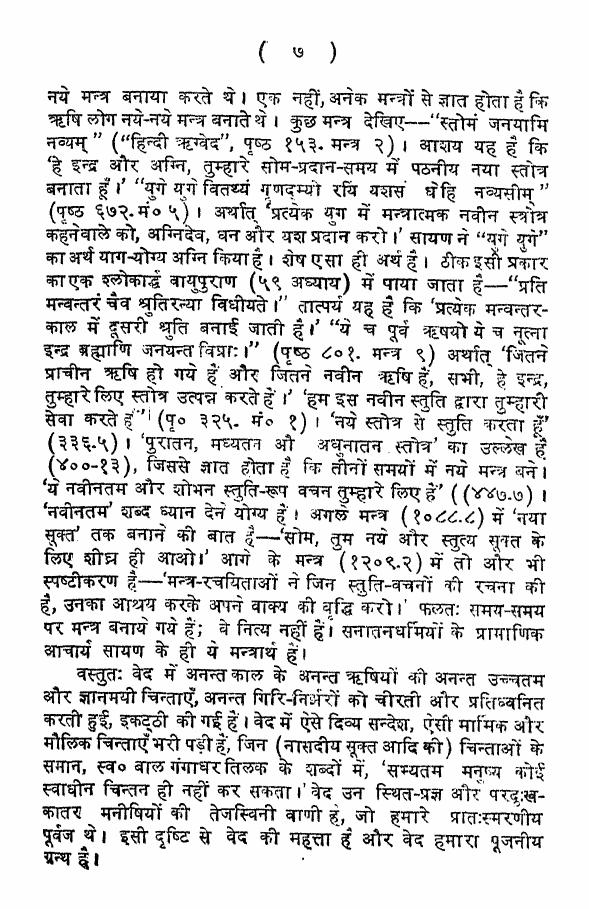 ( ७ )
नये मन्त्र बनाया करते थे। एक नहीं, अनेक मन्त्रों से ज्ञात होता है कि
ऋषि लोग नये-नये मन्त्र बनाते थे। कुछ मन्त्र देखिए—"स्तोमं जनयामि
नव्यम्" ("हिन्दी ऋग्वेद", पृष्ठ १५३. मन्त्र २)। आशय यह है कि
'हे इन्द्र और अग्नि, तुम्हारे सोम-प्रदान-समय में पठनीय नया स्तोत्र
बनाता हूँ।' "युगे युगे वितथ्यं गृणद्भ्यो रयि यशसं धेहि नव्यसीम्"
(पृष्ठ ६७२. मं० ५)। अर्थात् 'प्रत्येक युग में मन्त्रात्मक नवीन स्त्रोत्र
कहनेवाले को, अग्निदेव, धन और यश प्रदान करो।' सायण ने "युगे युगे"
का अर्थ याग-योग्य अग्नि किया है। शेष एसा ही अर्थ है। ठीक इसी प्रकार
का एक श्लोकार्द्ध वायुपुराण (५९ अध्याय) में पाया जाता है—"प्रति
मन्वन्तरं चैव श्रुतिरन्या विधीयते।" तात्पर्य यह है कि 'प्रत्येक मन्वन्तर-
काल में दूसरी श्रुति बनाई जाती है।' "ये च पूर्व ऋषयो ये च नूत्ना
इन्द्र ब्रह्माणि जनयन्त विप्राः।" (पृष्ठ ८०१. मन्त्र ९) अर्थात् 'जितने
प्राचीन ऋषि हो गये हैं और जितने नवीन ऋषि हैं, सभी, हे इन्द्र,
तुम्हारे लिए स्तोत्र उत्पन्न करते हैं।' 'हम इस नवीन स्तुति द्वारा तुम्हारी
सेवा करते हैं'। (पृ० ३२५. मं० १)। 'नये स्तोत्र से स्तुति करता हूँ'
(३३६.५)। 'पुरातन, मध्यतन औ अधुनातन स्तोत्र' का उल्लेख है
(४००-१३), जिससे ज्ञात होता है कि तीनों समयों में नये मन्त्र बने।
'ये नवीनतम और शोभन स्तुति-रूप वचन तुम्हारे लिए हैं' ((४४७.७)।
'नवीनतम' शब्द ध्यान देने योग्य है। अगले मन्त्र (१०८८.८) में 'नया
सूक्त' तक बनाने की बात है—'सोम, तुम नये और स्तुत्य सूक्त के
लिए शीघ्र ही आओ।' आगे के मन्त्र (१२०९.२) में तो और भी
स्पष्टीकरण है—'मन्त्र-रचयिताओं ने जिन स्तुति-वचनों की रचना की
है, उनका आश्रय करके अपने वाक्य की वृद्धि करो।' फलतः समय-समय
पर मन्त्र बनाये गये हैं; वे नित्य नहीं हैं। सनातनधर्मियों के प्रामाणिक
आचार्य सायण के ही ये मन्त्रार्थ हैं।
वस्तुतः वेद में अनन्त काल के अनन्त ऋषियों की अनन्त उच्चतम
और ज्ञानमयी चिन्ताएँ, अनन्त गिरि-निर्झरों को चीरती और प्रतिध्वनित
करती हुई, इकट्ठी की गई हैं। वेद में ऐसे दिव्य सन्देश, ऐसी मार्मिक और
मौलिक चिन्ताएँ भरी पड़ी हैं, जिन (नासदीय सूक्त आदि की) चिन्ताओं के
समान, स्व० बाल गंगाधर तिलक के शब्दों में, 'सभ्यतम मनुष्य कोई
स्वाधीन चिन्तन ही नहीं कर सकता।' वेद उन स्थित-प्रज्ञ और परदुःख-
कातर मनीषियों की तेजस्विनी वाणी है, जो हमारे प्रातःस्मरणीय
पूर्वज थे। इसी दृष्टि से वेद की महत्ता है और वेद हमारा पूजनीय
ग्रन्थ है।